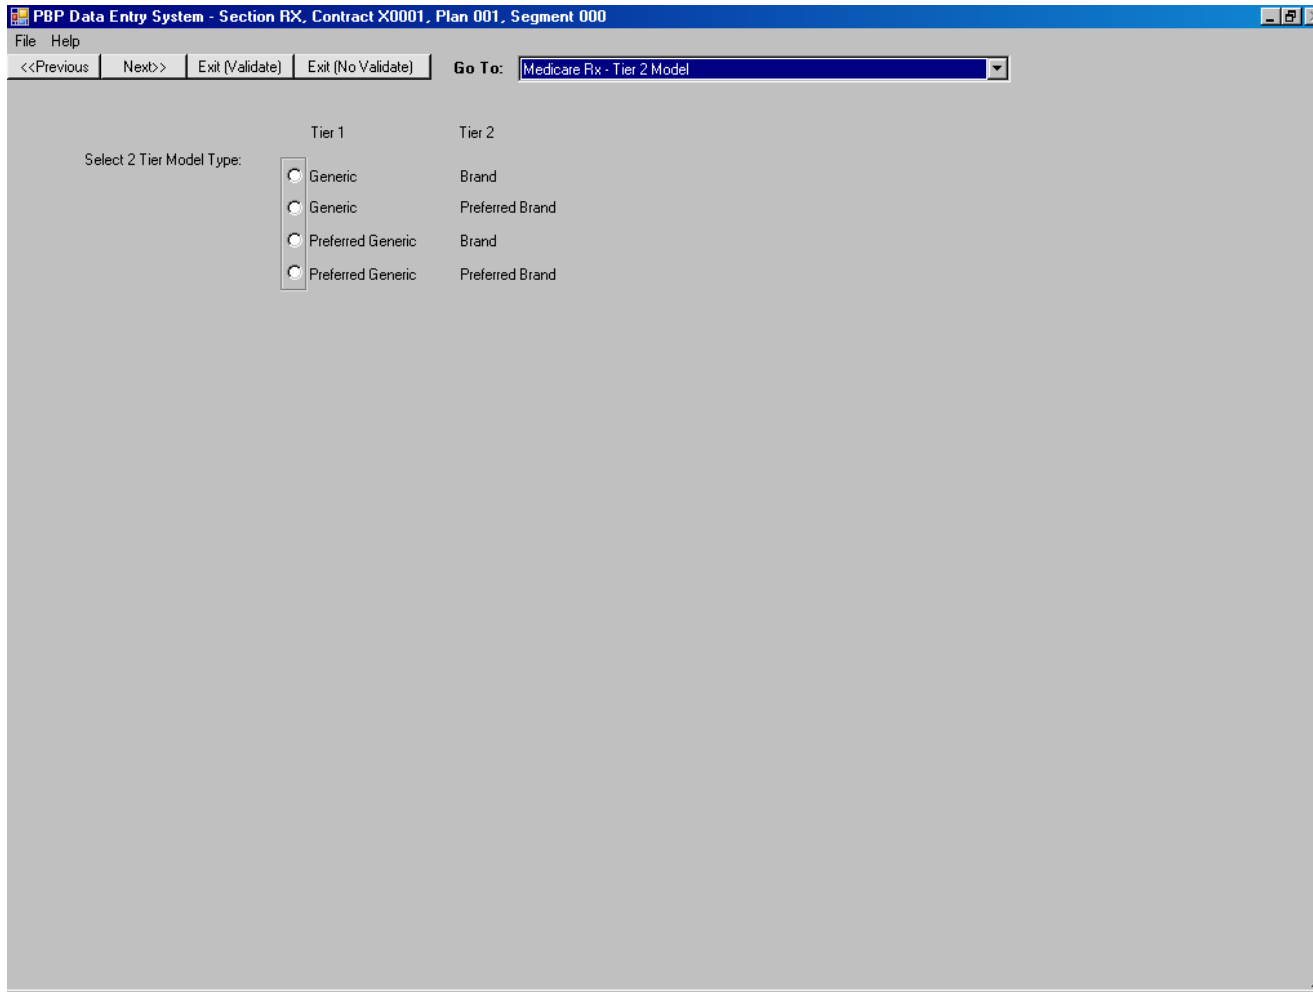 PBP Data Entry System - Section RX, Contract X0001, Plan 001, Segment 000
File Help
<<Previous Next>> Exit (Validate) Exit (No Validate) Go To: Medicare Rx - Tier 2 Model
Tier 1 Tier 2
Select 2 Tier Model Type:
Generic Brand
Generic Preferred Brand
Preferred Generic Brand
Preferred Generic Preferred Brand